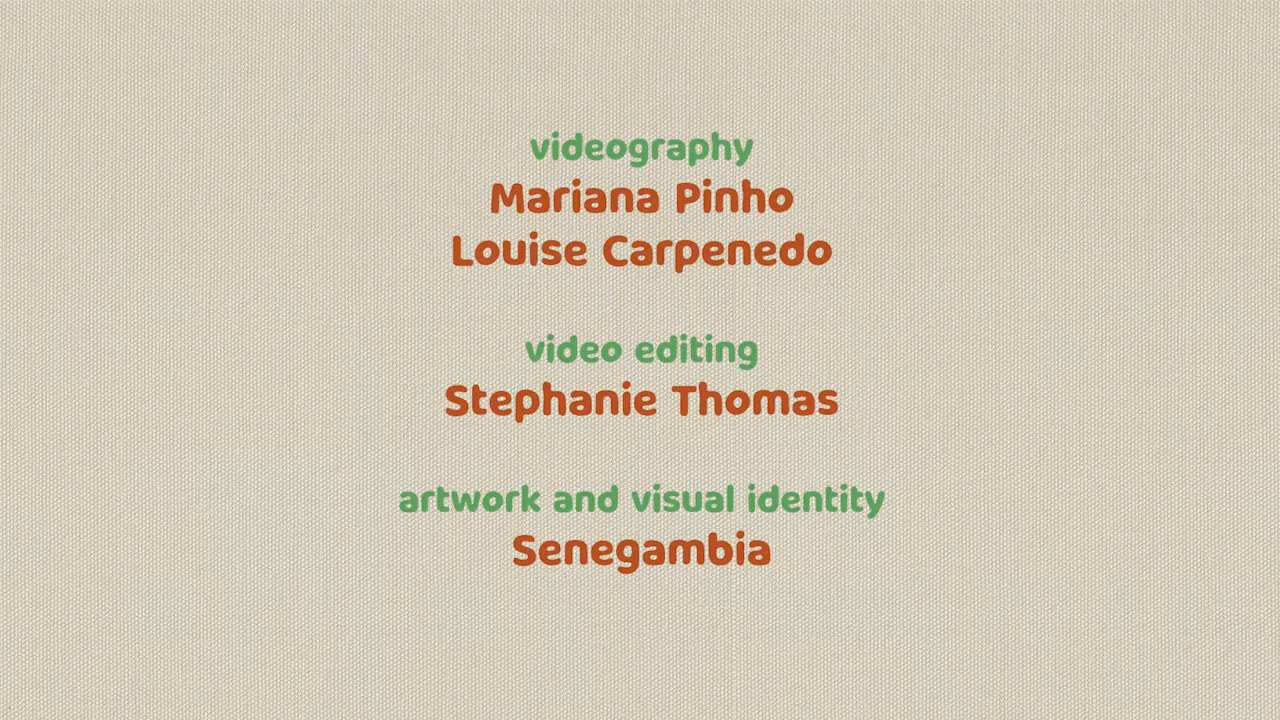 videography
Mariana Pinho
Louise Carpenedo
video editing
Stephanie Thomas
artwork and visual identity
Senegambia